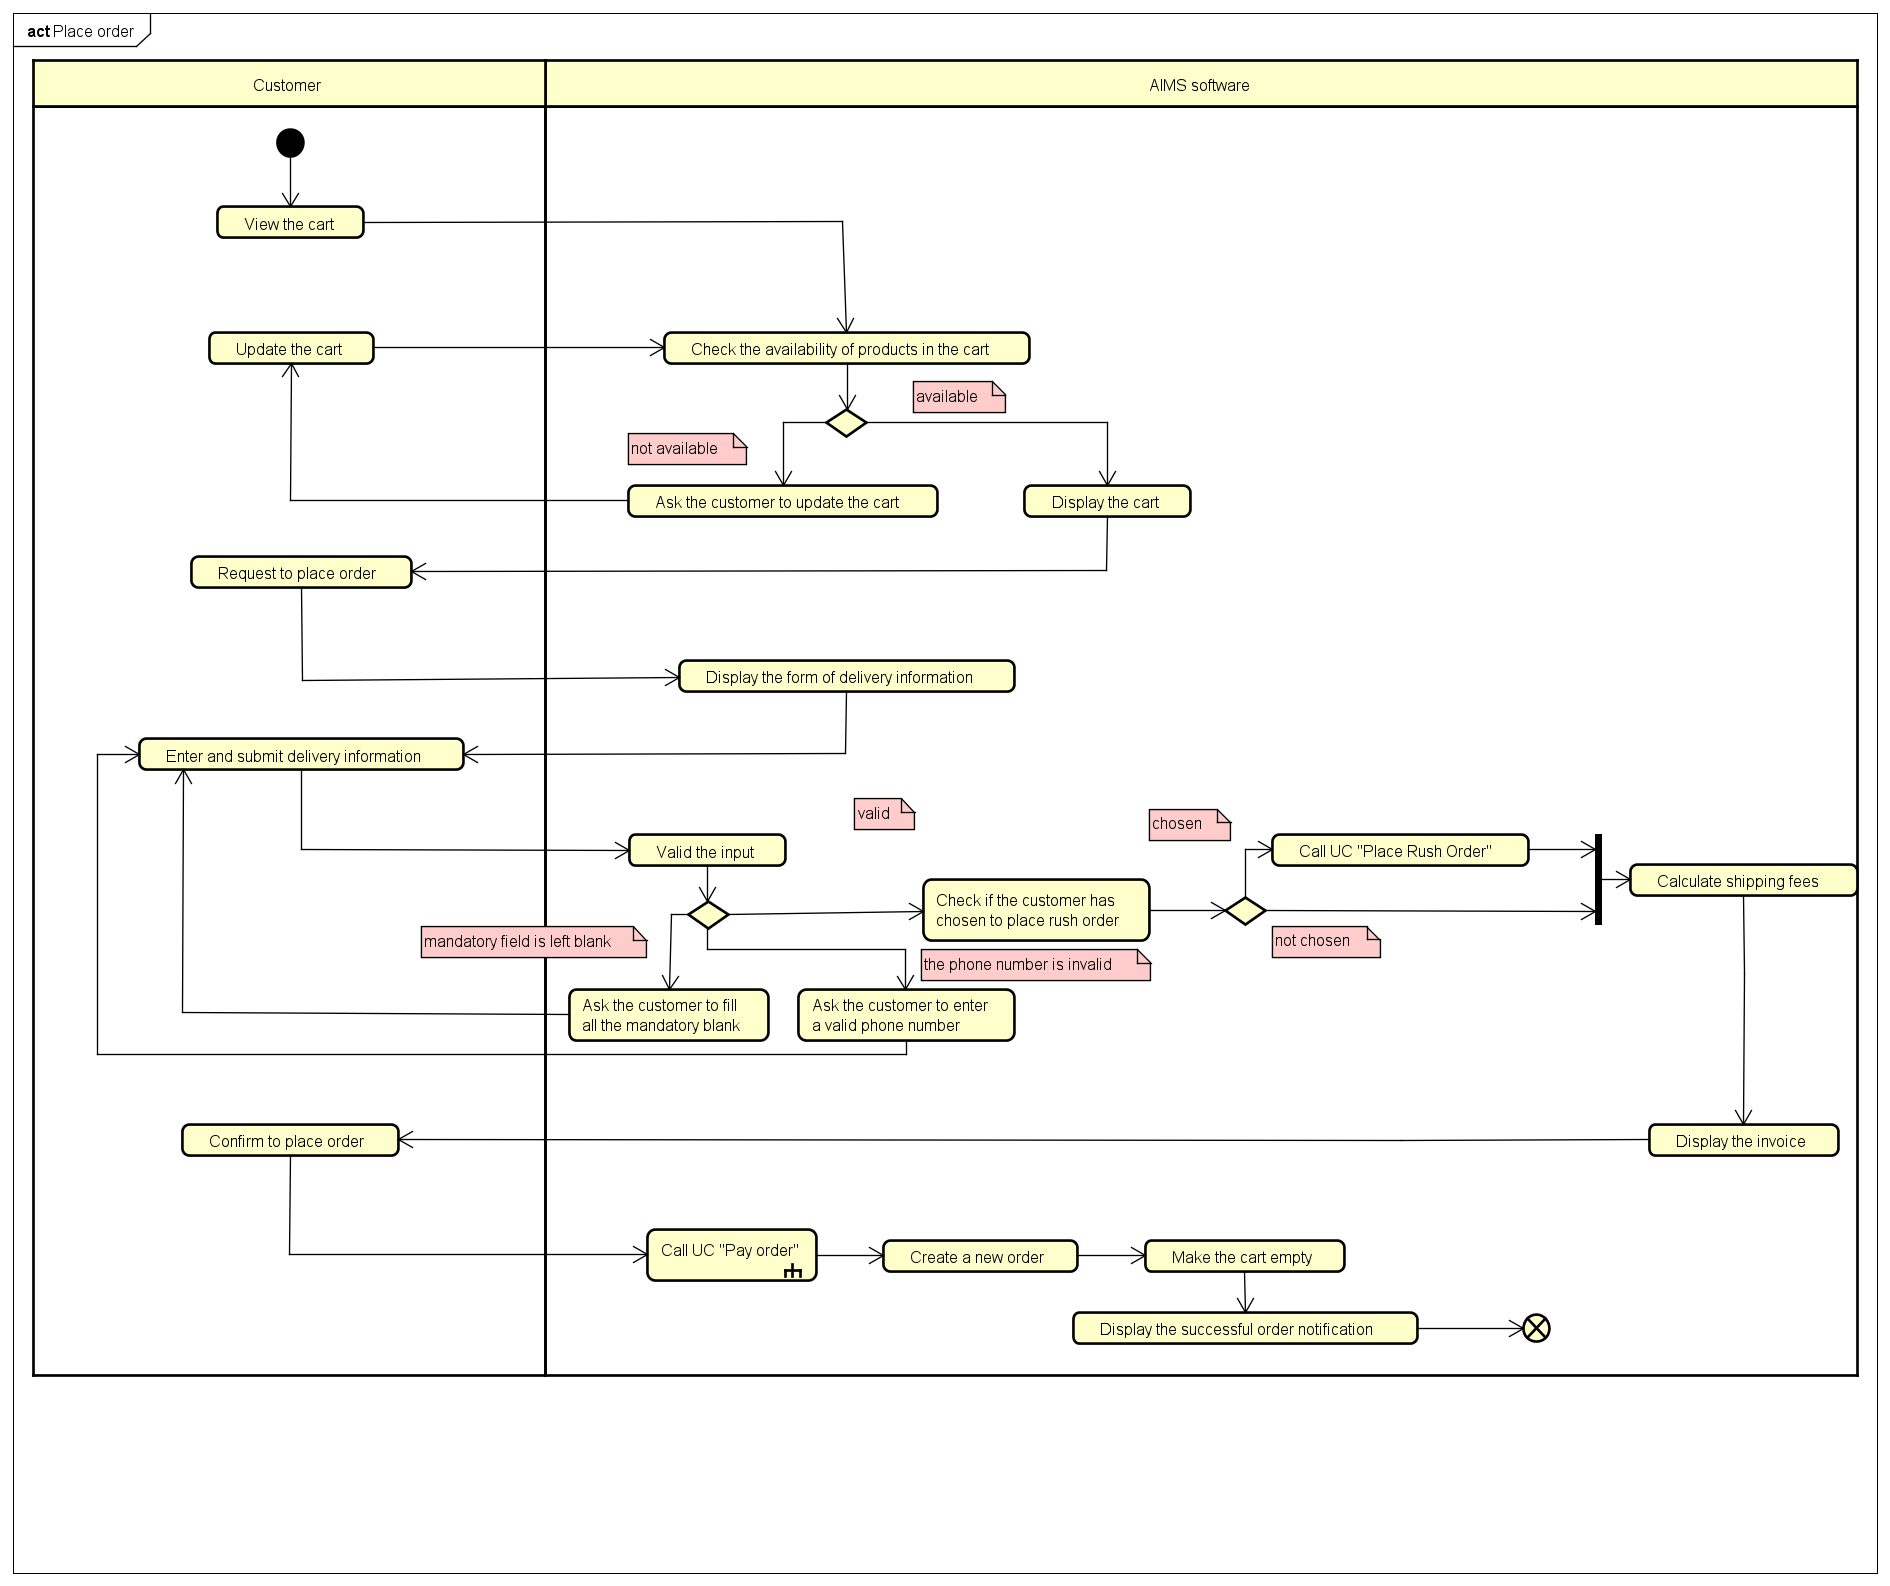 act Place order
Customer
AIMS software
View the cart
Update the cart
Check the availability of products in the cart
available
not available
Ask the customer to update the cart
Display the cart
Request to place order
Display the form of delivery information
Enter and submit delivery information
valid
chosen
Valid the input
Call UC "Place Rush Order"
Calculate shipping fees
Check if the customer has
chosen to place rush order
mandatory field is left blank
not chosen
the phone number is invalid
Ask the customer to fill
all the mandatory blank
Ask the customer to enter
a valid phone number
Confirm to place order
Display the invoice
Call UC "Pay order"
Create a new order
Make the cart empty
Display the successful order notification